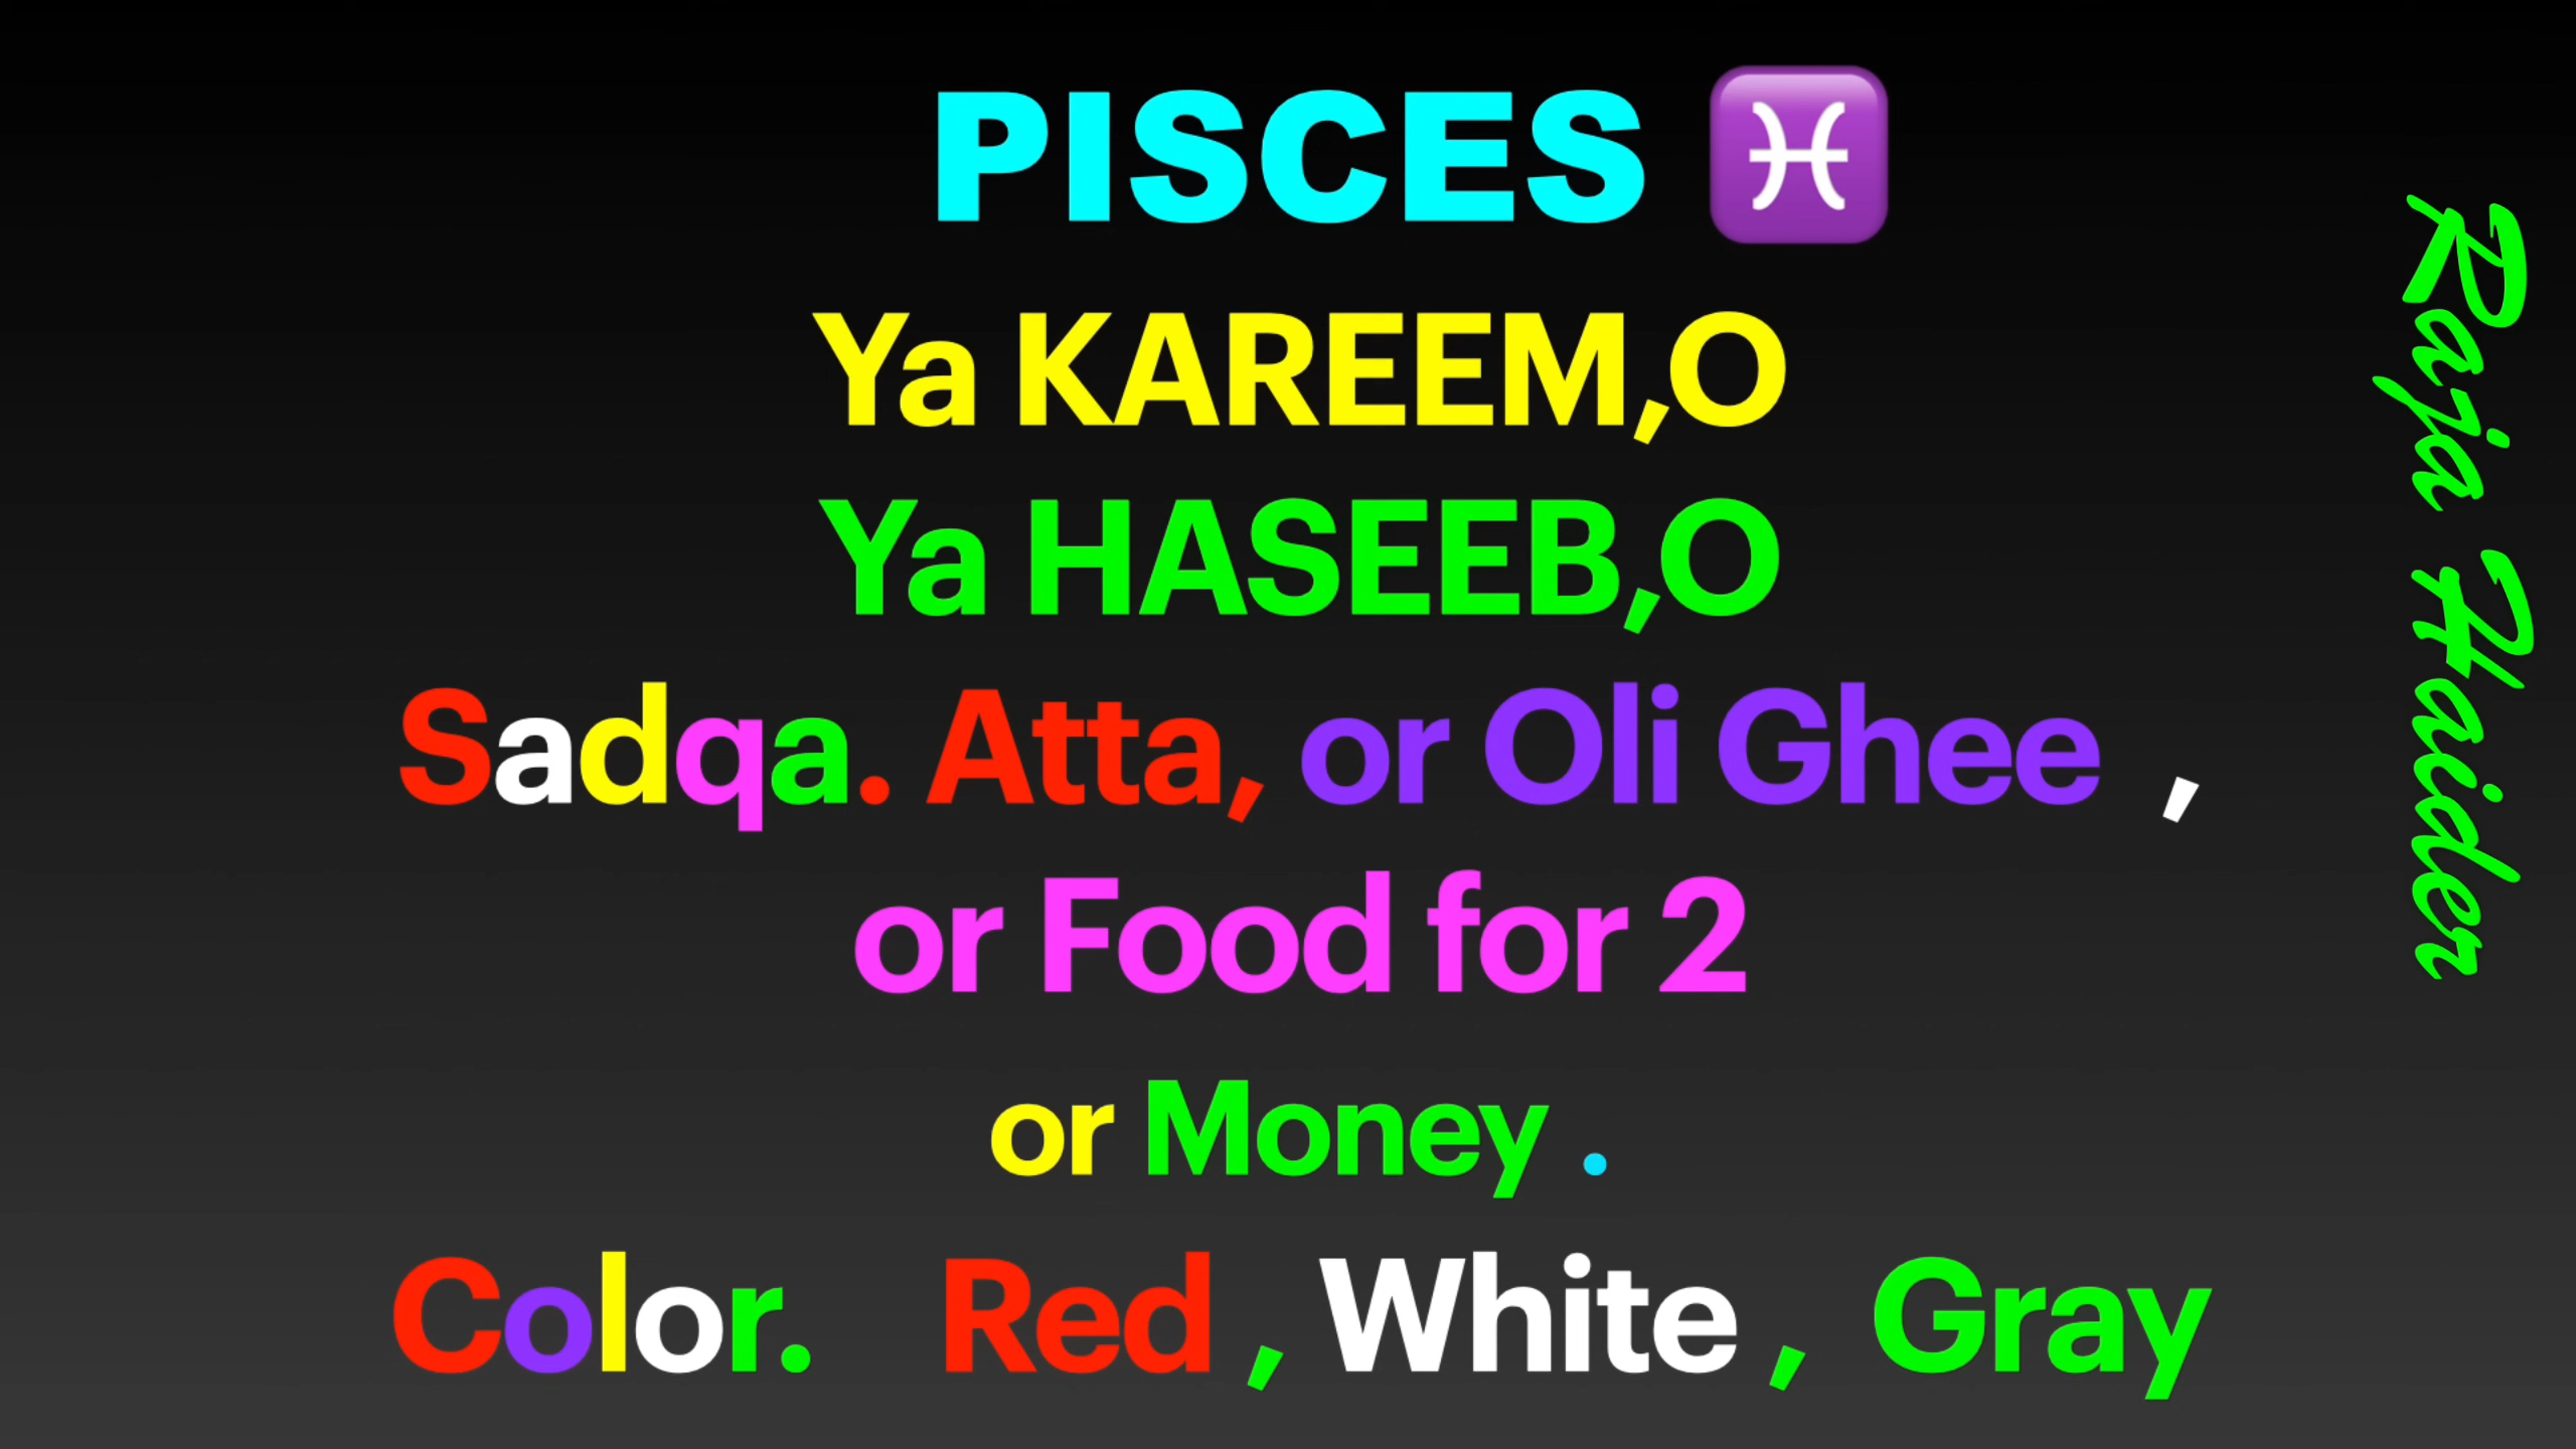 PISCES ♓
Ya KAREEM,O
Ya HASEEB,O
Sadqa. Atta, or Oli Ghee ,
or Food for 2
or Money .
Color. Red , White , Gray
Raja Haider